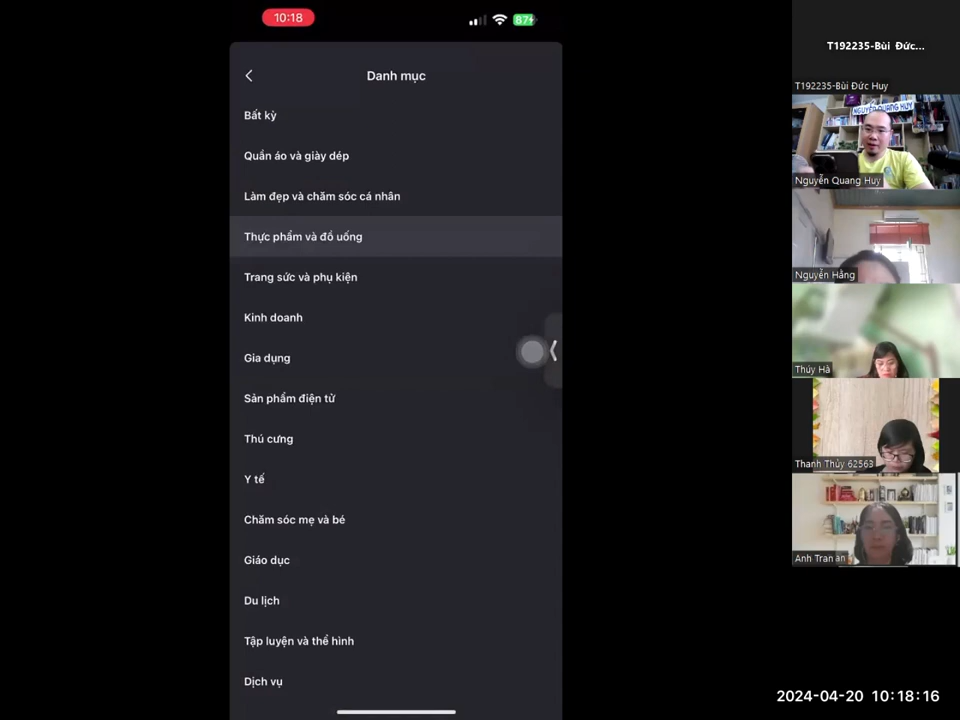 10:18
87
Danh mục
Bất kỳ
Quần áo và giày dép
Làm đẹp và chăm sóc cá nhân
Thực phẩm và đồ uống
Trang sức và phụ kiện
Kinh doanh
Gia dụng
Sản phẩm điện tử
Thú cưng
Y tế
Chăm sóc mẹ và bé
Giáo dục
Du lịch
Tập luyện và thể hình
Dịch vụ
T192235-Bùi Đức...
T192235-Bùi Đức Huy
NGUYỄN QUANG HUY
Nguyễn Quang Huy
Nguyễn Hằng
Thúy Hà
Thanh Thủy 62563
Anh Tran an
2024-04-20 10:18:16